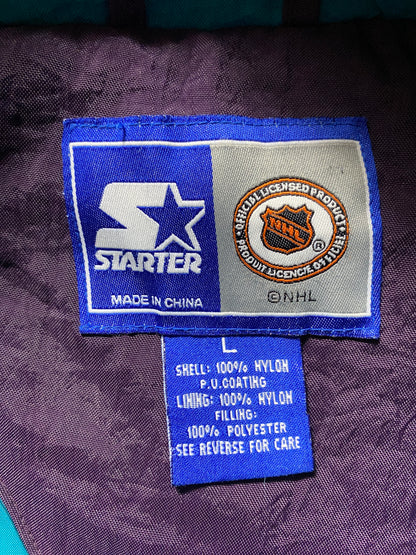 STARTER
MADE IN CHINA
OFFICIAL LICENSED PRODUCT
NHL
®
PRODUIT LICENCIE OFFICIEL
©NHL
L
SHELL: 100% NYLON
P.U.COATING
LINING: 100% NYLON
FILLING:
100% POLYESTER
SEE REVERSE FOR CARE